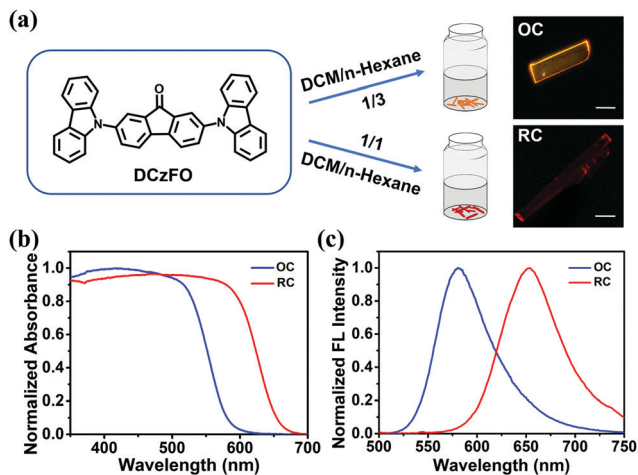 (a)
DCM/n-Hexane
1/3
OC
O
N
N
DCzFO
1/1
DCM/n-Hexane
RC
(b)
(c)
Normalized Absorbance
1.0
0.8
0.6
0.4
0.2
0.0
OC
RC
400
500
600
700
Wavelength (nm)
Normalized FL Intensity
1.0
0.8
0.6
0.4
0.2
0.0
OC
RC
500
550
600
650
700
750
Wavelength (nm)